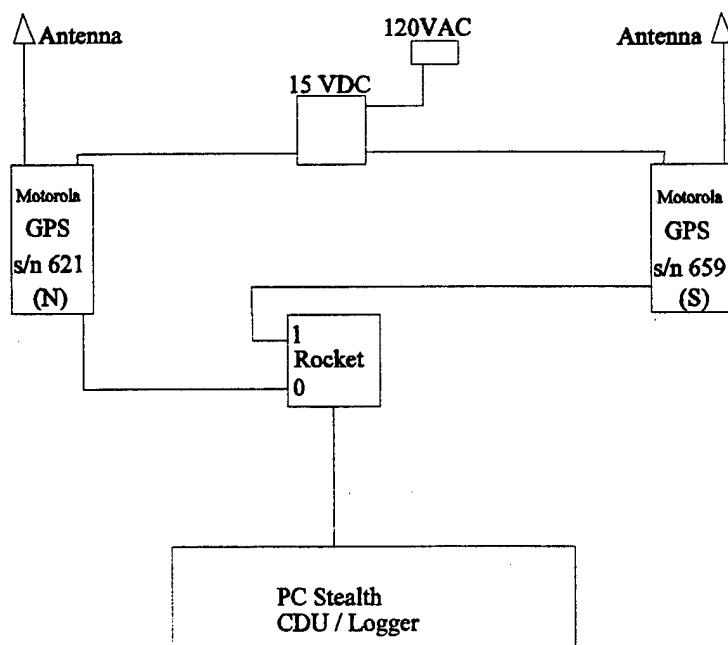 120VAC
Antenna
Antenna
15 VDC
Motorola
GPS
s/n 621
(N)
Motorola
GPS
s/n 659
(S)
1
Rocket
0
PC Stealth
CDU / Logger